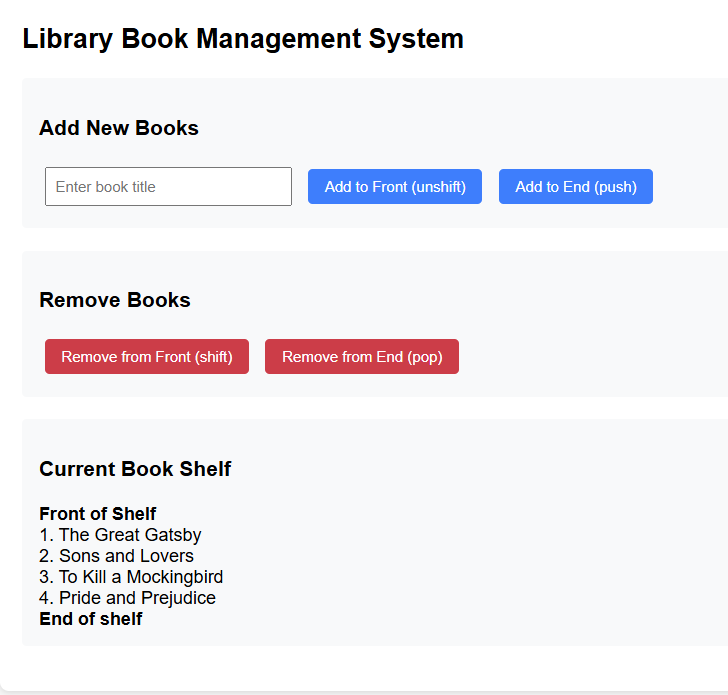 Library Book Management System
Add New Books
Enter book title
Add to Front (unshift)
Add to End (push)
Remove Books
Remove from Front (shift)
Remove from End (pop)
Current Book Shelf
Front of Shelf
1. The Great Gatsby
2. Sons and Lovers
3. To Kill a Mockingbird
4. Pride and Prejudice
End of shelf